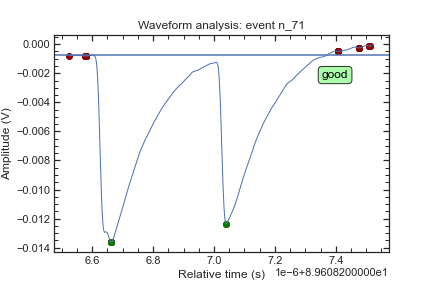 Waveform analysis: event n_71
Amplitude (V)
0.000
−0.002
−0.004
−0.006
−0.008
−0.010
−0.012
−0.014
good
6.6
6.8
7.0
7.2
7.4
Relative time (s)
1e−6+8.9608200000e1